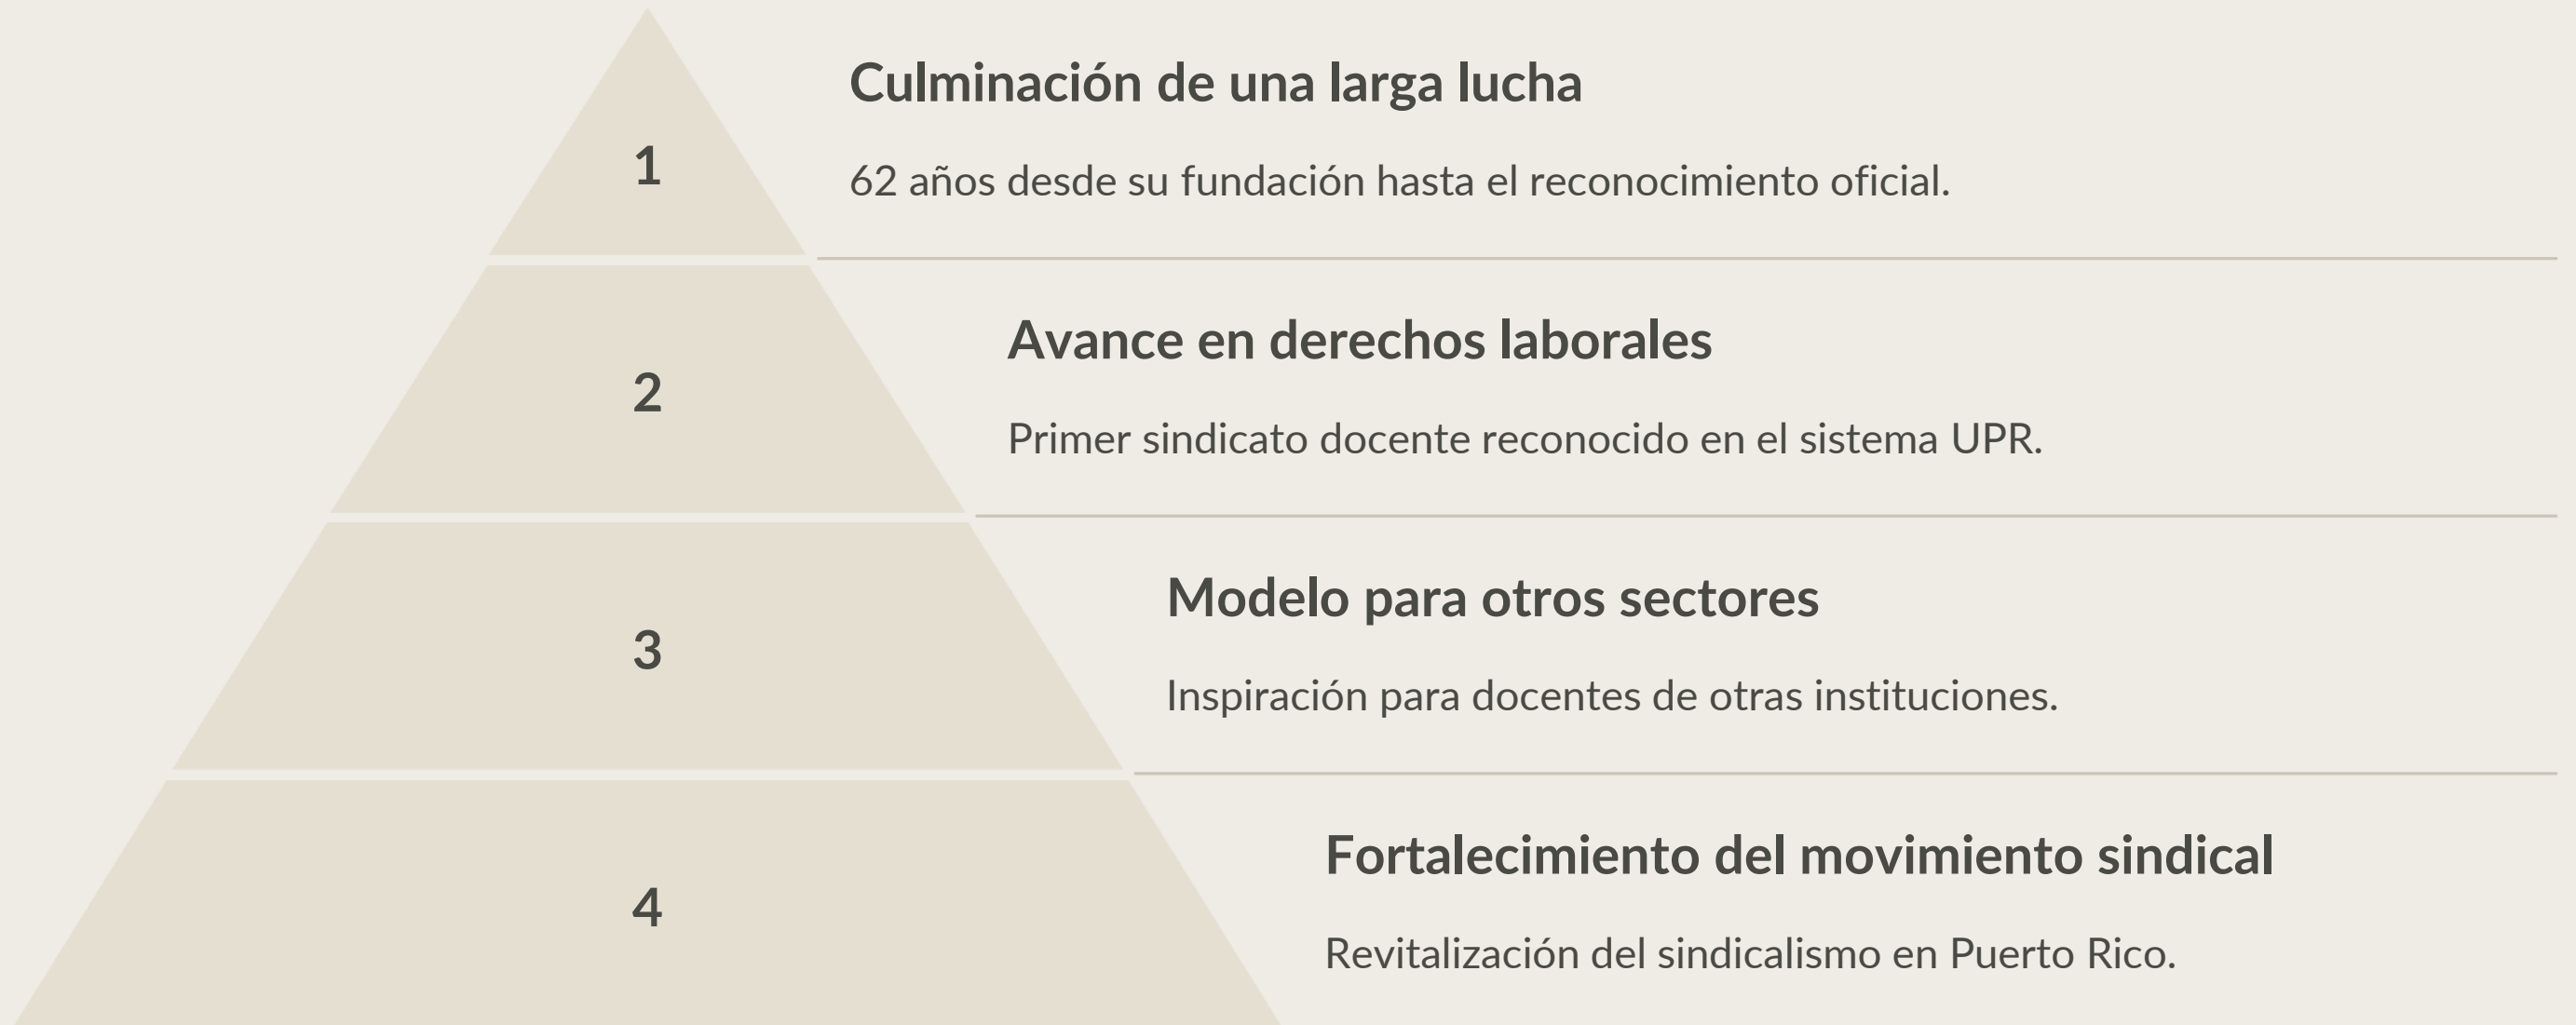 Culminación de una larga lucha
1
62 años desde su fundación hasta el reconocimiento oficial.
Avance en derechos laborales
2
Primer sindicato docente reconocido en el sistema UPR.
Modelo para otros sectores
3
Inspiración para docentes de otras instituciones.
Fortalecimiento del movimiento sindical
4
Revitalización del sindicalismo en Puerto Rico.